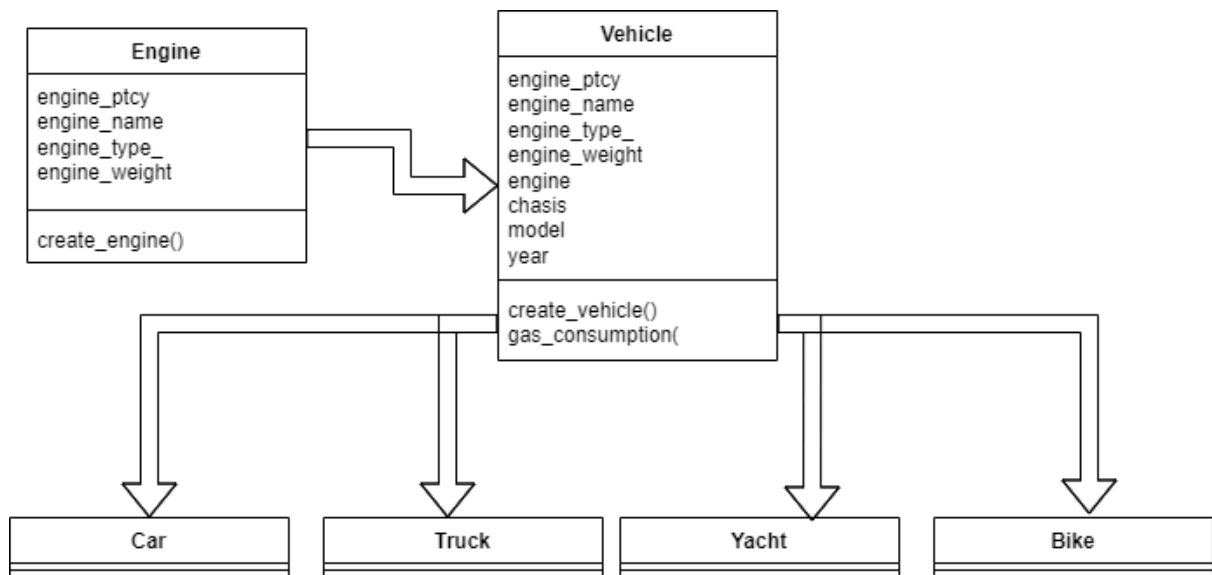 Engine
engine_ptcy
engine_name
engine_type_
engine_weight
create_engine()
Vehicle
engine_ptcy
engine_name
engine_type_
engine_weight
engine
chasis
model
year
create_vehicle()
gas_consumption(
Car
Truck
Yacht
Bike